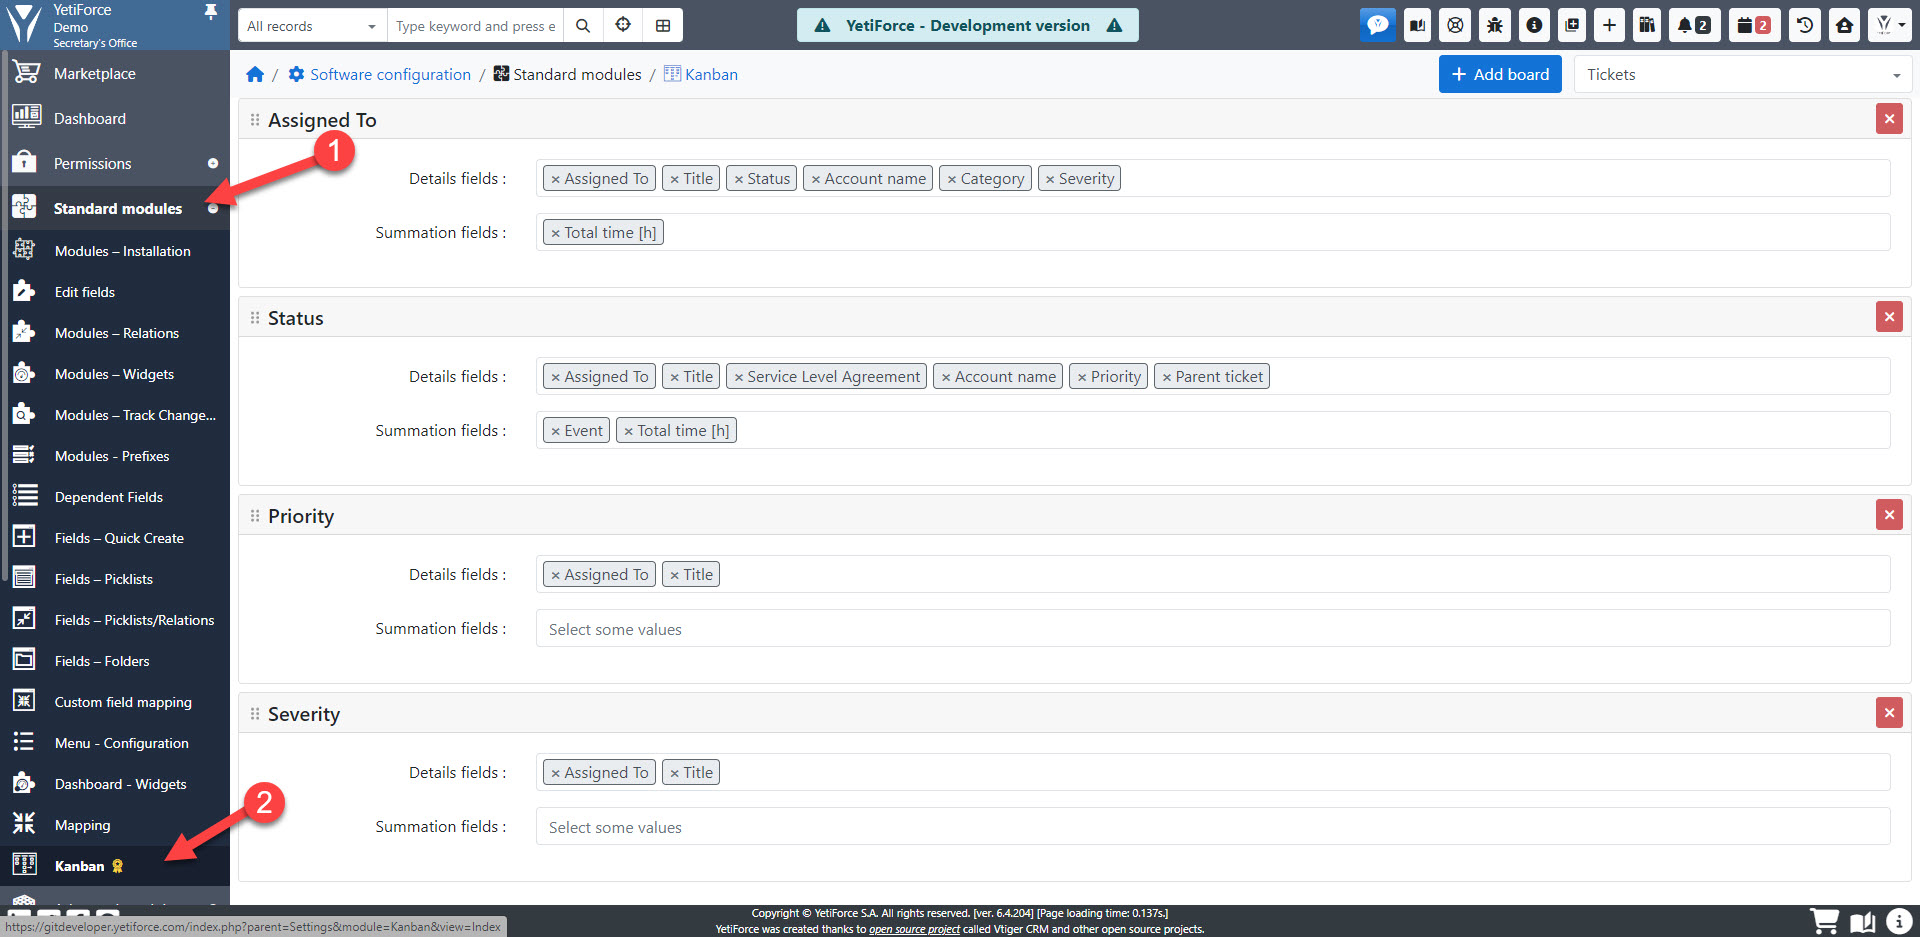 YetiForce
Demo
Secretary's Office
All records
Type keyword and press e
YetiForce - Development version
2
2
Marketplace
Dashboard
Permissions
Standard modules
Modules – Installation
Edit fields
Modules – Relations
Modules – Widgets
Modules – Track Change...
Modules - Prefixes
Dependent Fields
Fields – Quick Create
Fields – Picklists
Fields – Picklists/Relations
Fields – Folders
Custom field mapping
Menu - Configuration
Dashboard - Widgets
Mapping
Kanban
1
2
/ Software configuration / Standard modules / Kanban
+ Add board
Tickets
Assigned To
Details fields : × Assigned To × Title × Status × Account name × Category × Severity
Summation fields : × Total time [h]
Status
Details fields : × Assigned To × Title × Service Level Agreement × Account name × Priority × Parent ticket
Summation fields : × Event × Total time [h]
Priority
Details fields : × Assigned To × Title
Summation fields : Select some values
Severity
Details fields : × Assigned To × Title
Summation fields : Select some values
https://gitdeveloper.yetiforce.com/index.php?parent=Settings&module=Kanban&view=Index
Copyright © YetiForce S.A. All rights reserved. [ver. 6.4.204] [Page loading time: 0.137s.]
YetiForce was created thanks to open source project called Vtiger CRM and other open source projects.